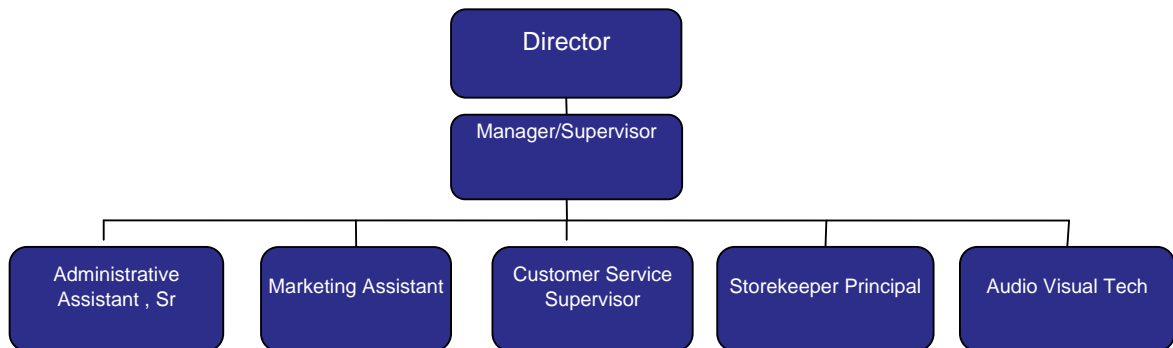 Director
Manager/Supervisor
Administrative
Assistant , Sr
Marketing Assistant
Customer Service
Supervisor
Storekeeper Principal
Audio Visual Tech